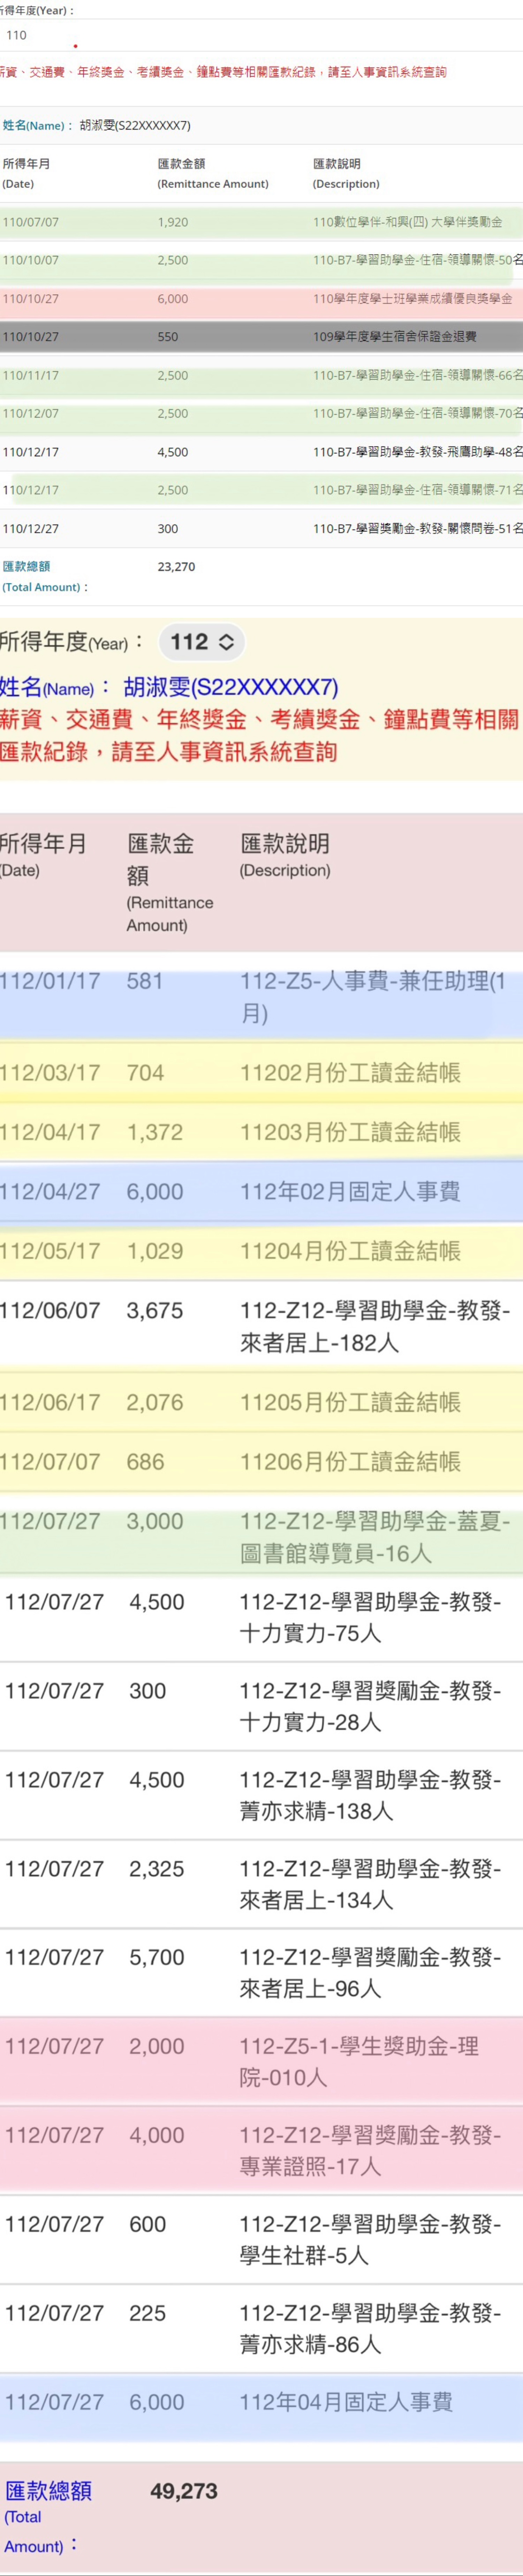 所得年度(Year)：
110
薪資、交通費、年終獎金、考績獎金、鐘點費等相關匯款紀錄，請至人事資訊系統查詢
姓名(Name)： 胡淑雯(S22XXXXXX7)
所得年月 匯款金額 匯款說明
(Date) (Remittance Amount) (Description)
110/07/07 1,920 110數位學伴-和興(四) 大學伴獎勵金
110/10/07 2,500 110-B7-學習助學金-住宿-領導關懷-50名
110/10/27 6,000 110學年度學士班學業成績優良獎學金
110/10/27 550 109學年度學生宿舍保證金退費
110/11/17 2,500 110-B7-學習助學金-住宿-領導關懷-66名
110/12/07 2,500 110-B7-學習助學金-住宿-領導關懷-70名
110/12/17 4,500 110-B7-學習助學金-教發-飛鷹助學-48名
110/12/17 2,500 110-B7-學習助學金-住宿-領導關懷-71名
110/12/27 300 110-B7-學習獎勵金-教發-關懷問卷-51名
匯款總額 23,270
(Total Amount)：
所得年度(Year)： 112
姓名(Name)： 胡淑雯(S22XXXXXX7)
薪資、交通費、年終獎金、考績獎金、鐘點費等相關
匯款紀錄，請至人事資訊系統查詢
所得年月 匯款金 匯款說明
(Date) 額 (Description)
(Remittance
Amount)
112/01/17 581 112-Z5-人事費-兼任助理(1
月)
112/03/17 704 11202月份工讀金結帳
112/04/17 1,372 11203月份工讀金結帳
112/04/27 6,000 112年02月固定人事費
112/05/17 1,029 11204月份工讀金結帳
112/06/07 3,675 112-Z12-學習助學金-教發-
來者居上-182人
112/06/17 2,076 11205月份工讀金結帳
112/07/07 686 11206月份工讀金結帳
112/07/27 3,000 112-Z12-學習助學金-蓋夏-
圖書館導覽員-16人
112/07/27 4,500 112-Z12-學習助學金-教發-
十力實力-75人
112/07/27 300 112-Z12-學習獎勵金-教發-
十力實力-28人
112/07/27 4,500 112-Z12-學習助學金-教發-
菁亦求精-138人
112/07/27 2,325 112-Z12-學習助學金-教發-
來者居上-134人
112/07/27 5,700 112-Z12-學習獎勵金-教發-
來者居上-96人
112/07/27 2,000 112-Z5-1-學生獎助金-理
院-010人
112/07/27 4,000 112-Z12-學習獎勵金-教發-
專業證照-17人
112/07/27 600 112-Z12-學習助學金-教發-
學生社群-5人
112/07/27 225 112-Z12-學習助學金-教發-
菁亦求精-86人
112/07/27 6,000 112年04月固定人事費
匯款總額 49,273
(Total
Amount)：